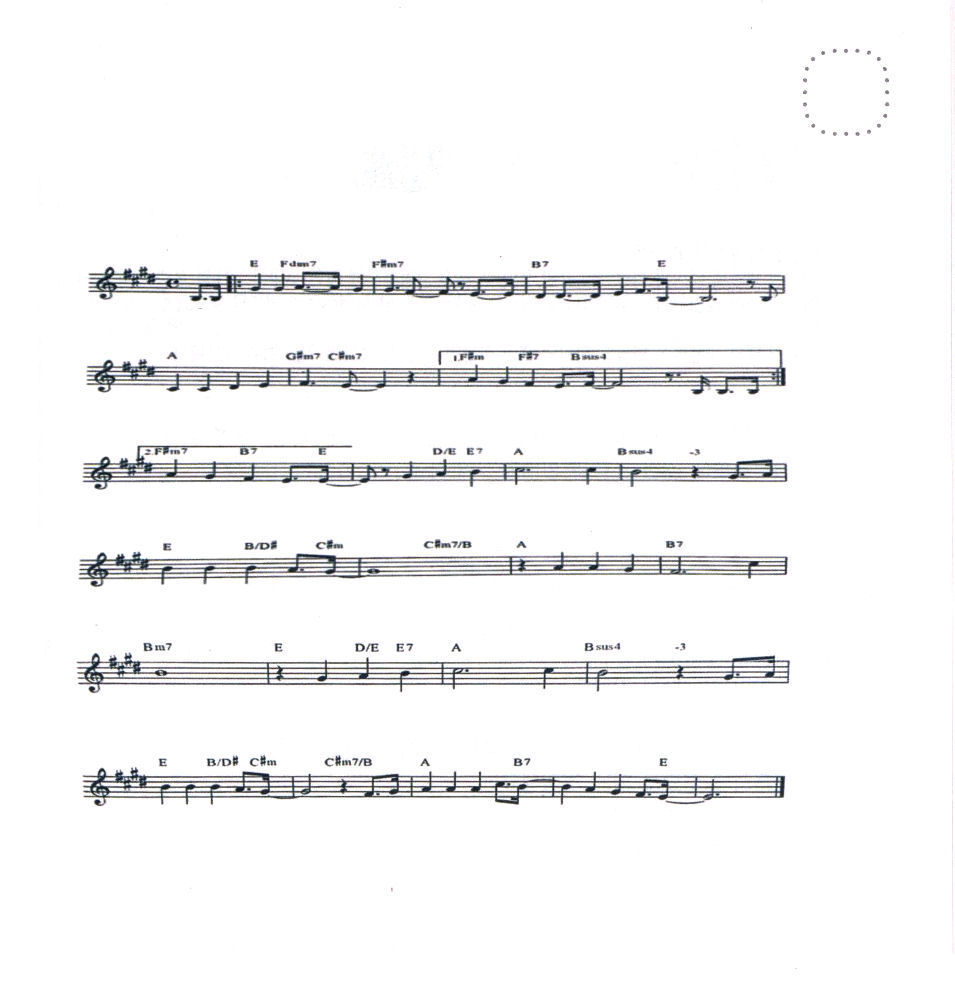 E Fdim7 F#m7 B7 E
A G#m7 C#m7 1.F#m F#7 Bsus4
2.F#m7 B7 E D/E E7 A Bsus4 -3
E B/D# C#m C#m7/B A B7
Bm7 E D/E E7 A Bsus4 -3
E B/D# C#m C#m7/B A B7 E